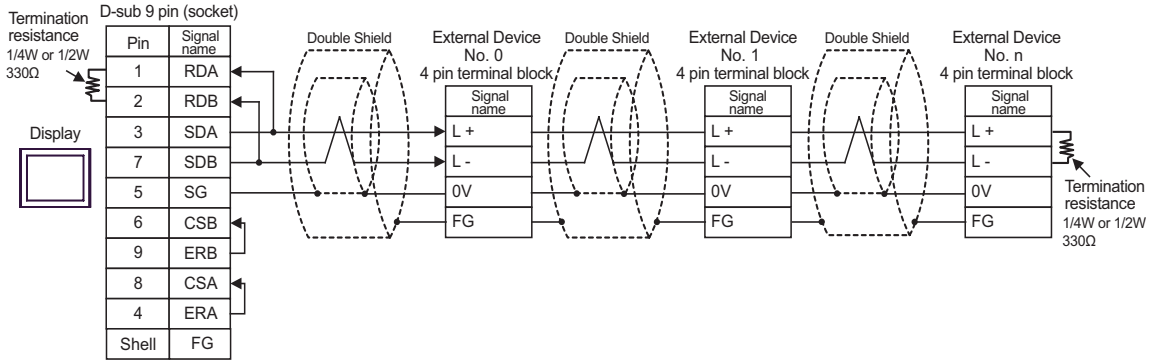 D-sub 9 pin (socket)
Termination
resistance
1/4W or 1/2W
330Ω
Display
Pin Signal name
1 RDA
2 RDB
3 SDA
7 SDB
5 SG
6 CSB
9 ERB
8 CSA
4 ERA
Shell FG
Double Shield
External Device
No. 0
4 pin terminal block
Signal
name
L +
L -
0V
FG
Double Shield
External Device
No. 1
4 pin terminal block
Signal
name
L +
L -
0V
FG
Double Shield
External Device
No. n
4 pin terminal block
Signal
name
L +
L -
0V
FG
Termination
resistance
1/4W or 1/2W
330Ω